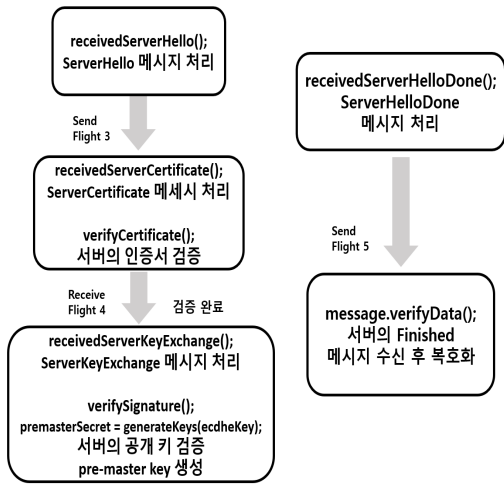 receivedServerHello();
ServerHello 메시지 처리
Send
Flight 3
receivedServerCertificate();
ServerCertificate 메세시 처리
verifyCertificate();
서버의 인증서 검증
Receive
Flight 4
검증 완료
receivedServerKeyExchange();
ServerKeyExchange 메시지 처리
verifySignature();
premasterSecret = generateKeys(ecdheKey);
서버의 공개 키 검증
pre-master key 생성
receivedServerHelloDone();
ServerHelloDone
메시지 처리
Send
Flight 5
message.verifyData();
서버의 Finished
메시지 수신 후 복호화